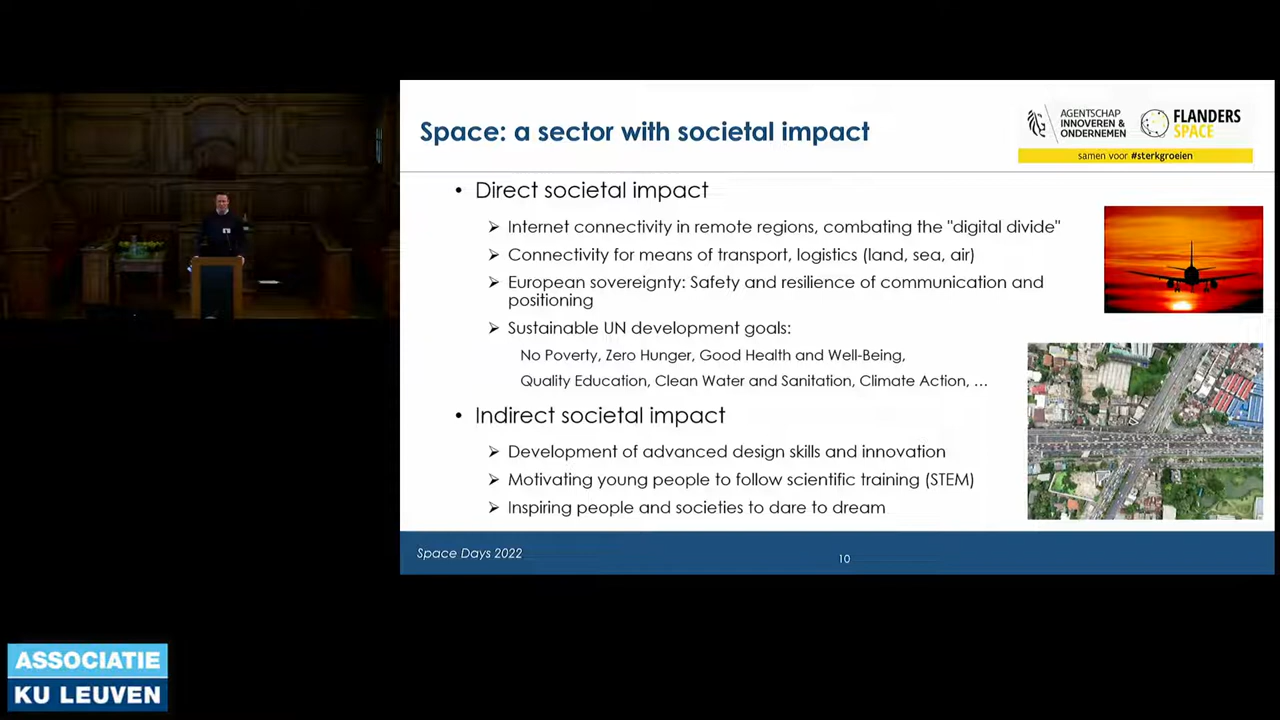 Space: a sector with societal impact
AGENTSCHAP
INNOVEREN &
ONDERNEMEN
FLANDERS
SPACE
samen voor #sterkgroeien
• Direct societal impact
➢ Internet connectivity in remote regions, combating the "digital divide"
➢ Connectivity for means of transport, logistics (land, sea, air)
➢ European sovereignty: Safety and resilience of communication and
positioning
➢ Sustainable UN development goals:
No Poverty, Zero Hunger, Good Health and Well-Being,
Quality Education, Clean Water and Sanitation, Climate Action, ...
• Indirect societal impact
➢ Development of advanced design skills and innovation
➢ Motivating young people to follow scientific training (STEM)
➢ Inspiring people and societies to dare to dream
Space Days 2022
10
ASSOCIATIE
KU LEUVEN